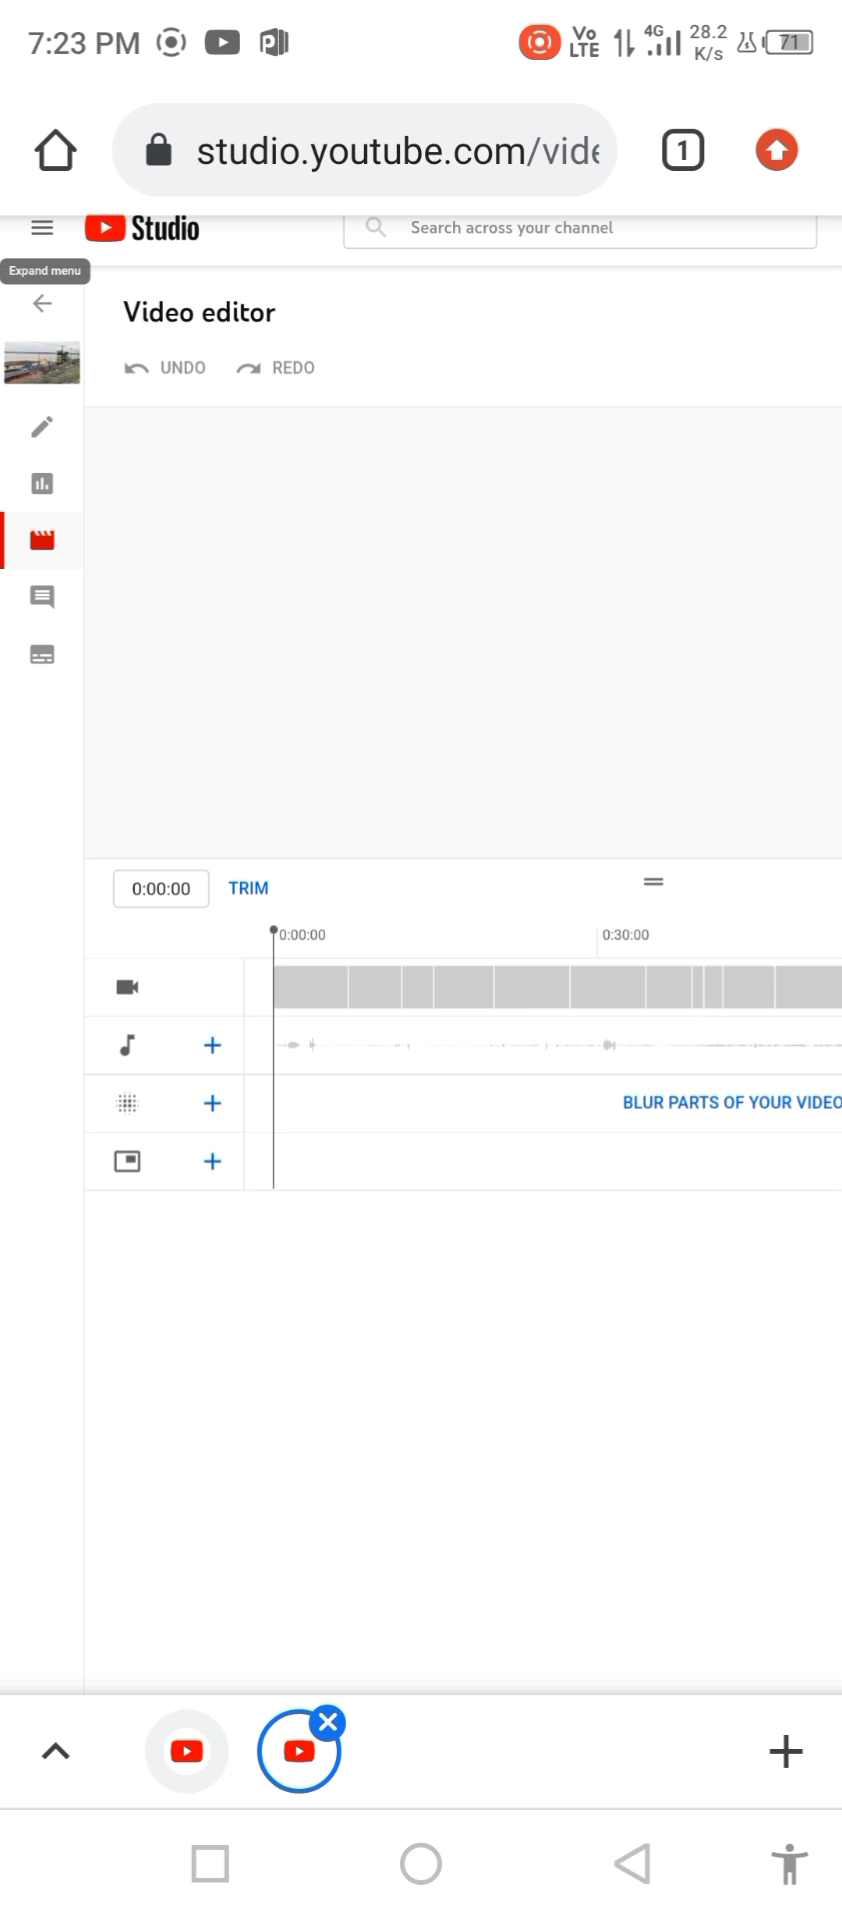 7:23 PM
Vo LTE 4G 28.2 K/s 71
studio.youtube.com/vide
1
Studio
Search across your channel
Expand menu
Video editor
UNDO REDO
0:00:00 TRIM
0:00:00 0:30:00
BLUR PARTS OF YOUR VIDEO